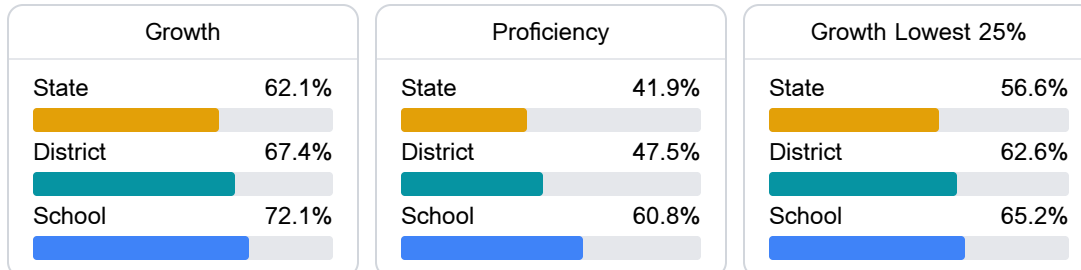 Growth
State 62.1%
District 67.4%
School 72.1%
Proficiency
State 41.9%
District 47.5%
School 60.8%
Growth Lowest 25%
State 56.6%
District 62.6%
School 65.2%